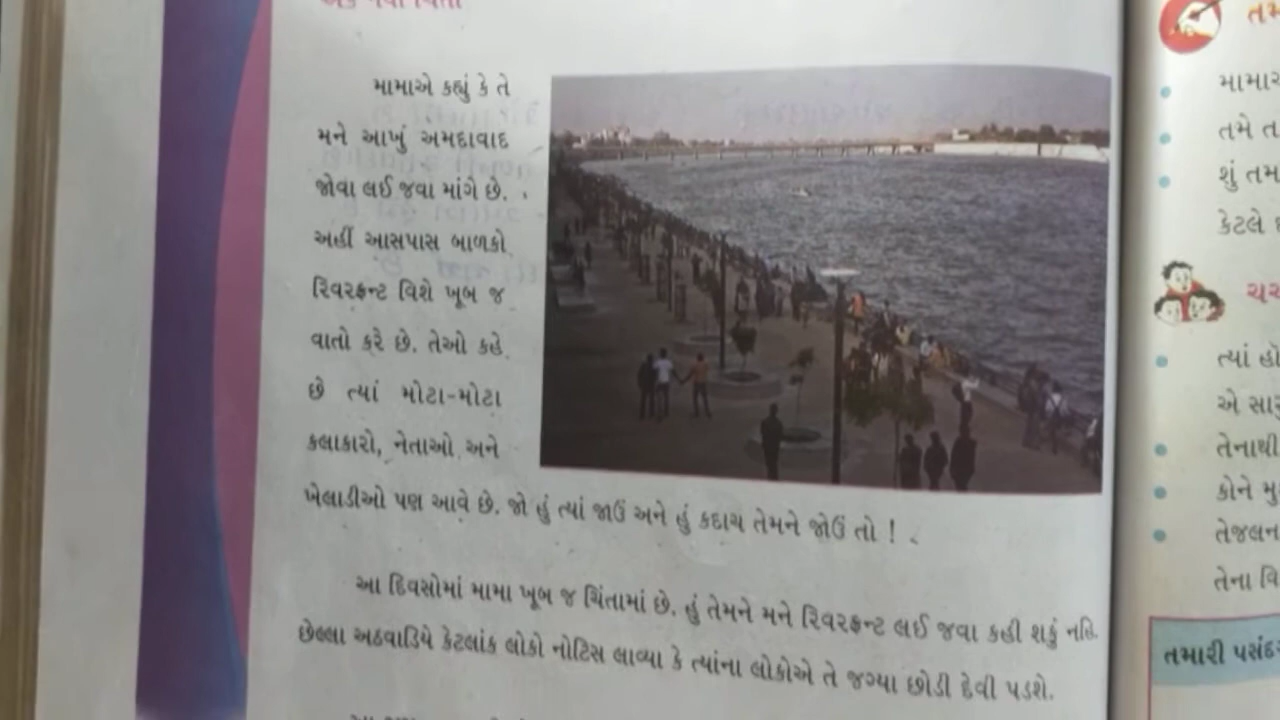 મામાએ કહ્યું કે તે
મને આખું અમદાવાદ
જોવા લઈ જવા માંગે છે.
અહીં આસપાસ બાળકો
રિવરફ્રન્ટ વિશે ખૂબ જ
વાતો કરે છે. તેઓ કહે
છે ત્યાં મોટા-મોટા
કલાકારો, નેતાઓ અને
ખેલાડીઓ પણ આવે છે. જો હું ત્યાં જાઉં અને હું કદાચ તેમને જોઉં તો !
આ દિવસોમાં મામા ખૂબ જ ચિંતામાં છે. હું તેમને મને રિવરફ્રન્ટ લઈ જવા કહી શકું નહિ.
છેલ્લા અઠવાડિયે કેટલાંક લોકો નોટિસ લાવ્યા કે ત્યાંના લોકોએ તે જગ્યા છોડી દેવી પડશે.
તમે ત
શું તમ
કેટલે
ત્યાં હો
એ સાર
તેનાથી
કોને મુ
તેજલન
તેના વિ
તમારી પસંદ